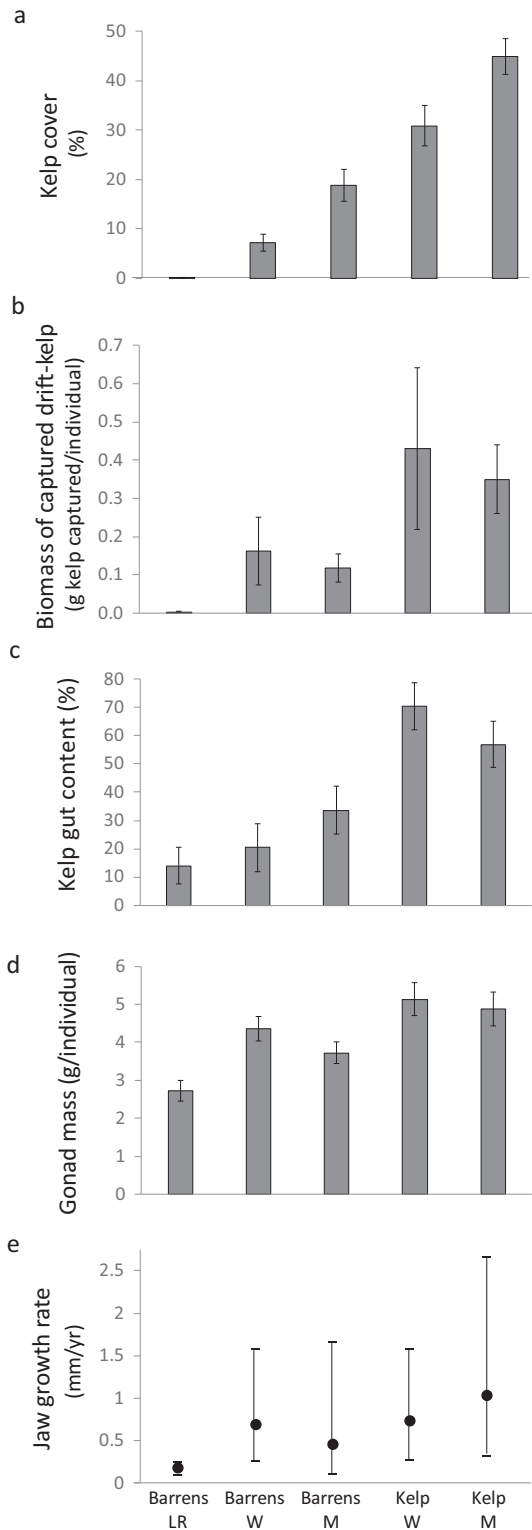 a
Kelp cover
(%)
50
40
30
20
10
0
b
Biomass of captured drift-kelp
(g kelp captured/individual)
0.7
0.6
0.5
0.4
0.3
0.2
0.1
0.0
c
Kelp gut content (%)
80
70
60
50
40
30
20
10
0
d
Gonad mass (g/individual)
6
5
4
3
2
1
0
e
Jaw growth rate
(mm/yr)
2.5
2
1.5
1
0.5
0
Barrens Barrens Barrens Kelp Kelp
LR W M W M